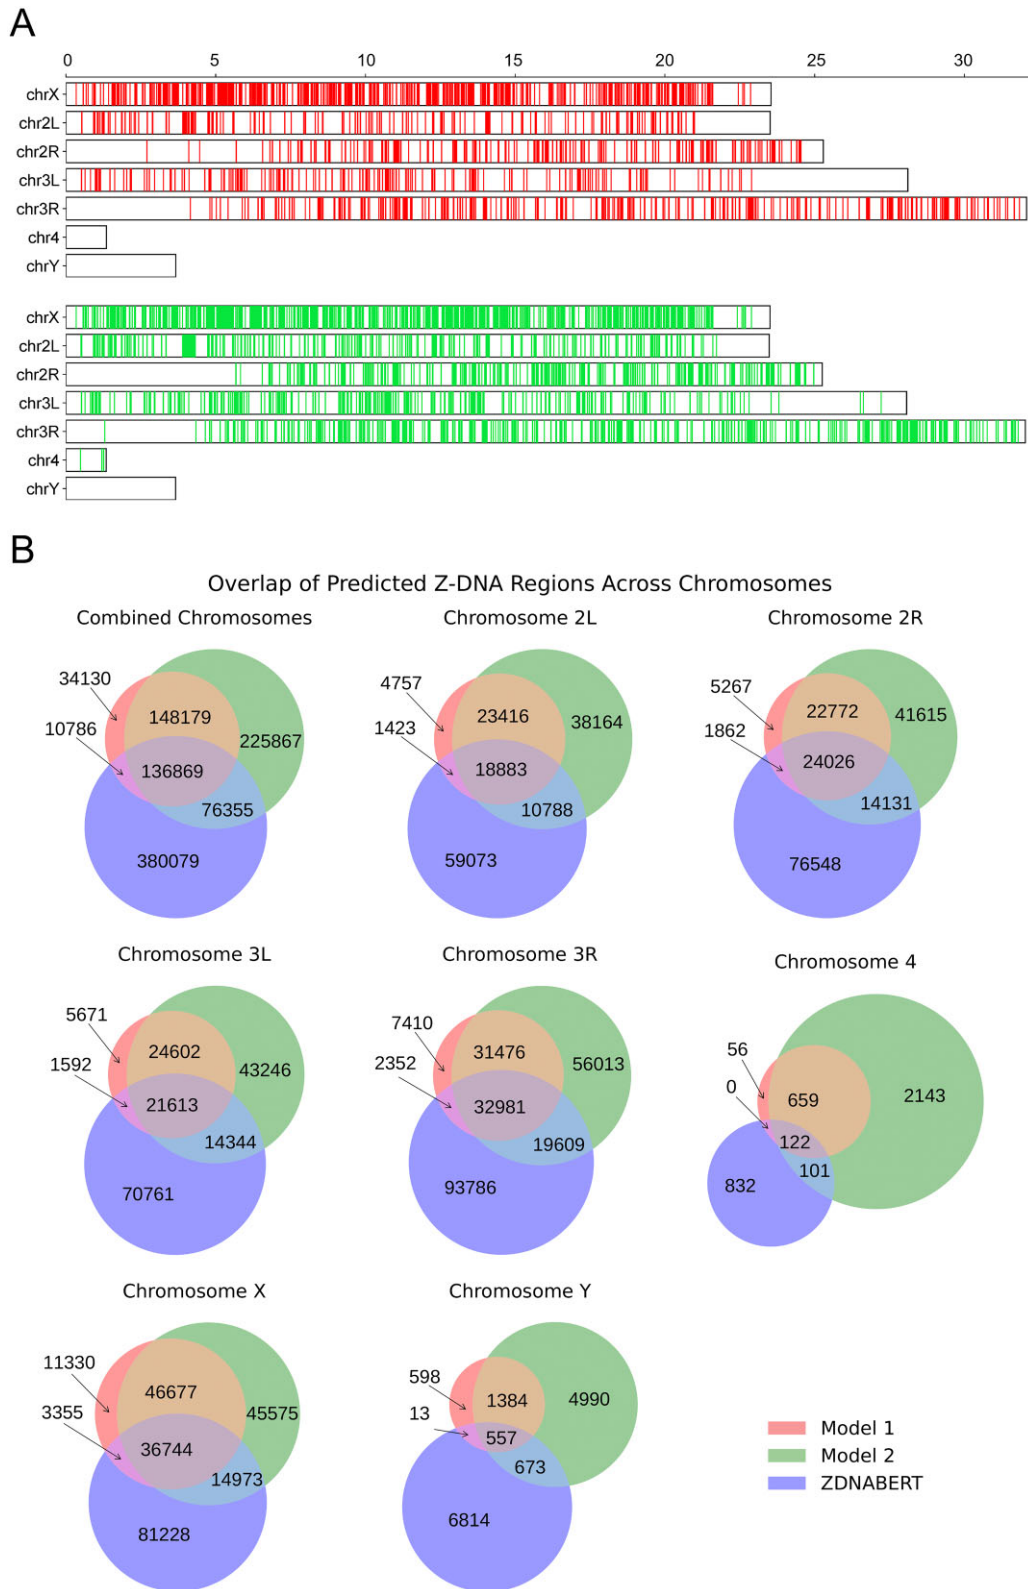 A
0 5 10 15 20 25 30
chrX
chr2L
chr2R
chr3L
chr3R
chr4
chrY
chrX
chr2L
chr2R
chr3L
chr3R
chr4
chrY
B
Overlap of Predicted Z-DNA Regions Across Chromosomes
Combined Chromosomes
34130
10786
148179
225867
136869
76355
380079
Chromosome 2L
4757
1423
23416
38164
18883
10788
59073
Chromosome 2R
5267
1862
22772
41615
24026
14131
76548
Chromosome 3L
5671
1592
24602
43246
21613
14344
70761
Chromosome 3R
7410
2352
31476
56013
32981
19609
93786
Chromosome 4
56
0
659
2143
122
101
832
Chromosome X
11330
3355
46677
45575
36744
14973
81228
Chromosome Y
598
13
1384
4990
557
673
6814
Model 1
Model 2
ZDNABERT